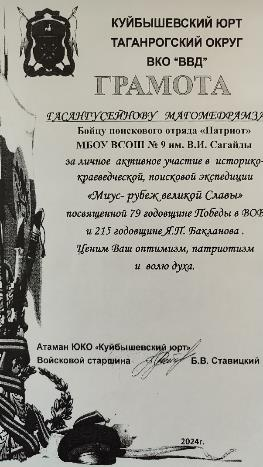 КУЙБЫШЕВСКИЙ ЮРТ
ТАГАНРОГСКИЙ ОКРУГ
ВКО "ВВД"
ГРАМОТА
ГАСАНГУСЕЙНОВУ МАГОМЕДРАМЗА
Бойцу поискового отряда «Патриот»
МБОУ ВСОШ № 9 им. В.И. Сагайды
за личное активное участие в историко-
краеведческой, поисковой экспедиции
«Миус- рубеж великой Славы»
посвященной 79 годовщине Победы в ВОВ
и 215 годовщине Я.П. Бакланова .
Ценим Ваш оптимизм, патриотизм
и волю духа.
Атаман ЮКО «Куйбышевский юрт»
Войсковой старшина Б.В. Ставицкий
2024г.